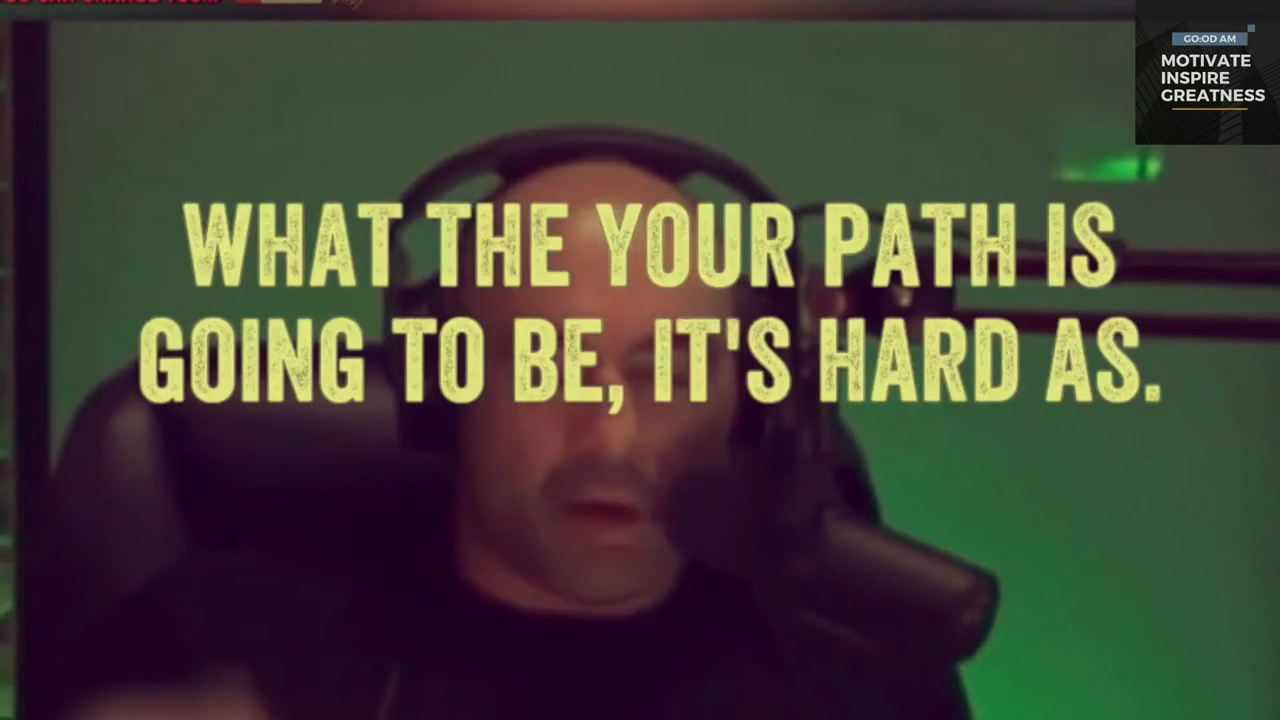 GO:OD AM
MOTIVATE
INSPIRE
GREATNESS
WHAT THE YOUR PATH IS
GOING TO BE, IT'S HARD AS.